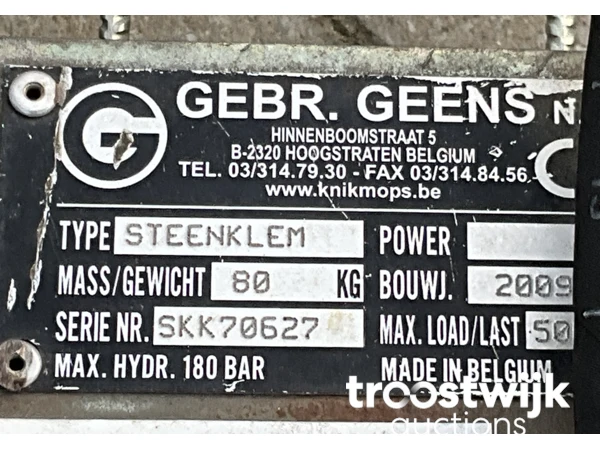 GEBR. GEENS N.
HINNENBOOMSTRAAT 5
B-2320 HOOGSTRATEN BELGIUM
TEL. 03/314.79.30 - FAX 03/314.84.56
www.knikmops.be
TYPE STEENKLEM POWER
MASS/GEWICHT 80 KG BOUWJ. 2009
SERIE NR. SKK70627 MAX. LOAD/LAST 50
MAX. HYDR. 180 BAR MADE IN BELGIUM
troostwijk
auctions